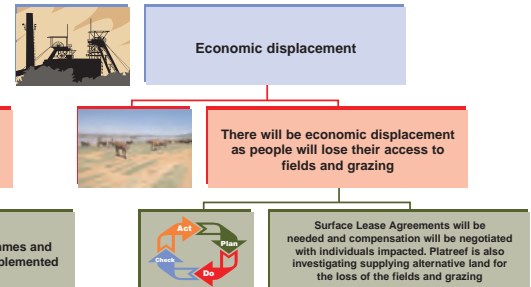 Economic displacement
There will be economic displacement
as people will lose their access to
fields and grazing
and
plemented
Act
Plan
Check
Do
Surface Lease Agreements will be
needed and compensation will be negotiated
with individuals impacted. Platreef is also
investigating supplying alternative land for
the loss of the fields and grazing